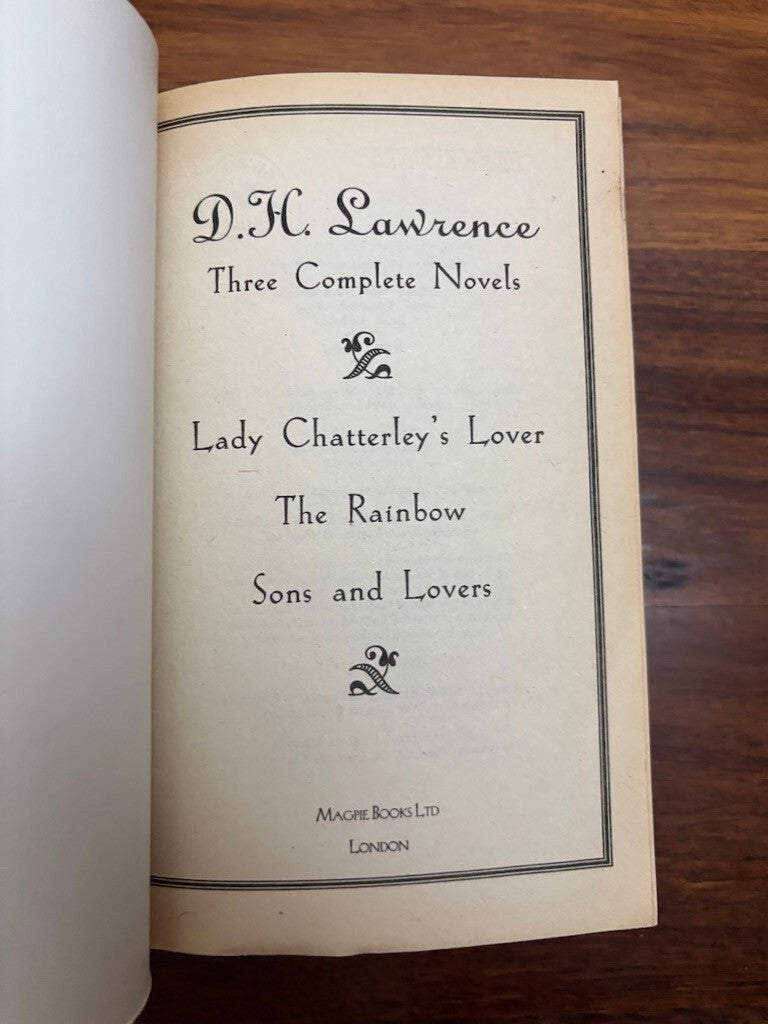 D.H. Lawrence
Three Complete Novels
Lady Chatterley's Lover
The Rainbow
Sons and Lovers
Magpie Books Ltd
London